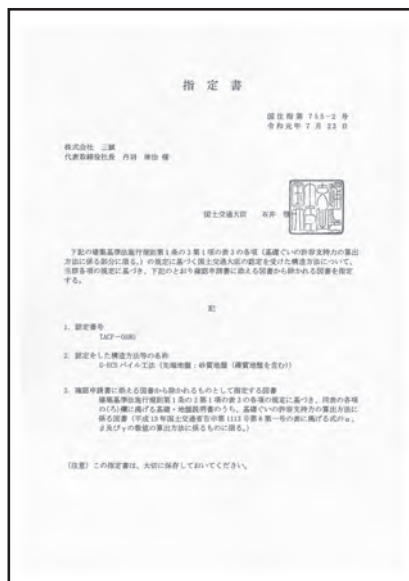 指 定 書
国住指第 755-2 号
令和元年 7 月 23 日
株式会社 三誠
代表取締役社長
国土交通大臣 石井
下記の建築基準法施行規則第1条の3第1項の表3の各項(基礎ぐいの許容支持力の算出
方法に係る部分に限る。)の規定に基づく国土交通大臣の認定を受けた構造方法について、
当該各項の規定に基づき、下記のとおり確認申請書に添える図書から除かれる図書を指定
する。
記
1. 認定番号
2. 認定をした構造方法等の名称
G-ECSパイル工法(先端地盤:砂質地盤(礫質地盤を含む))
3. 確認申請書に添える図書から除かれるものとして指定する図書
建築基準法施行規則第1条の3第1項の表3の各項の規定に基づき、同表の各項
の(ろ)欄に掲げる基礎・地盤説明書のうち、基礎ぐいの許容支持力の算出方法に
係る図書(平成13年国土交通省告示第1113号第6第一号の表に掲げる式のα、
β及びγの数値の算出方法に係るものに限る。)
(注意)この指定書は、大切に保存しておいてください。